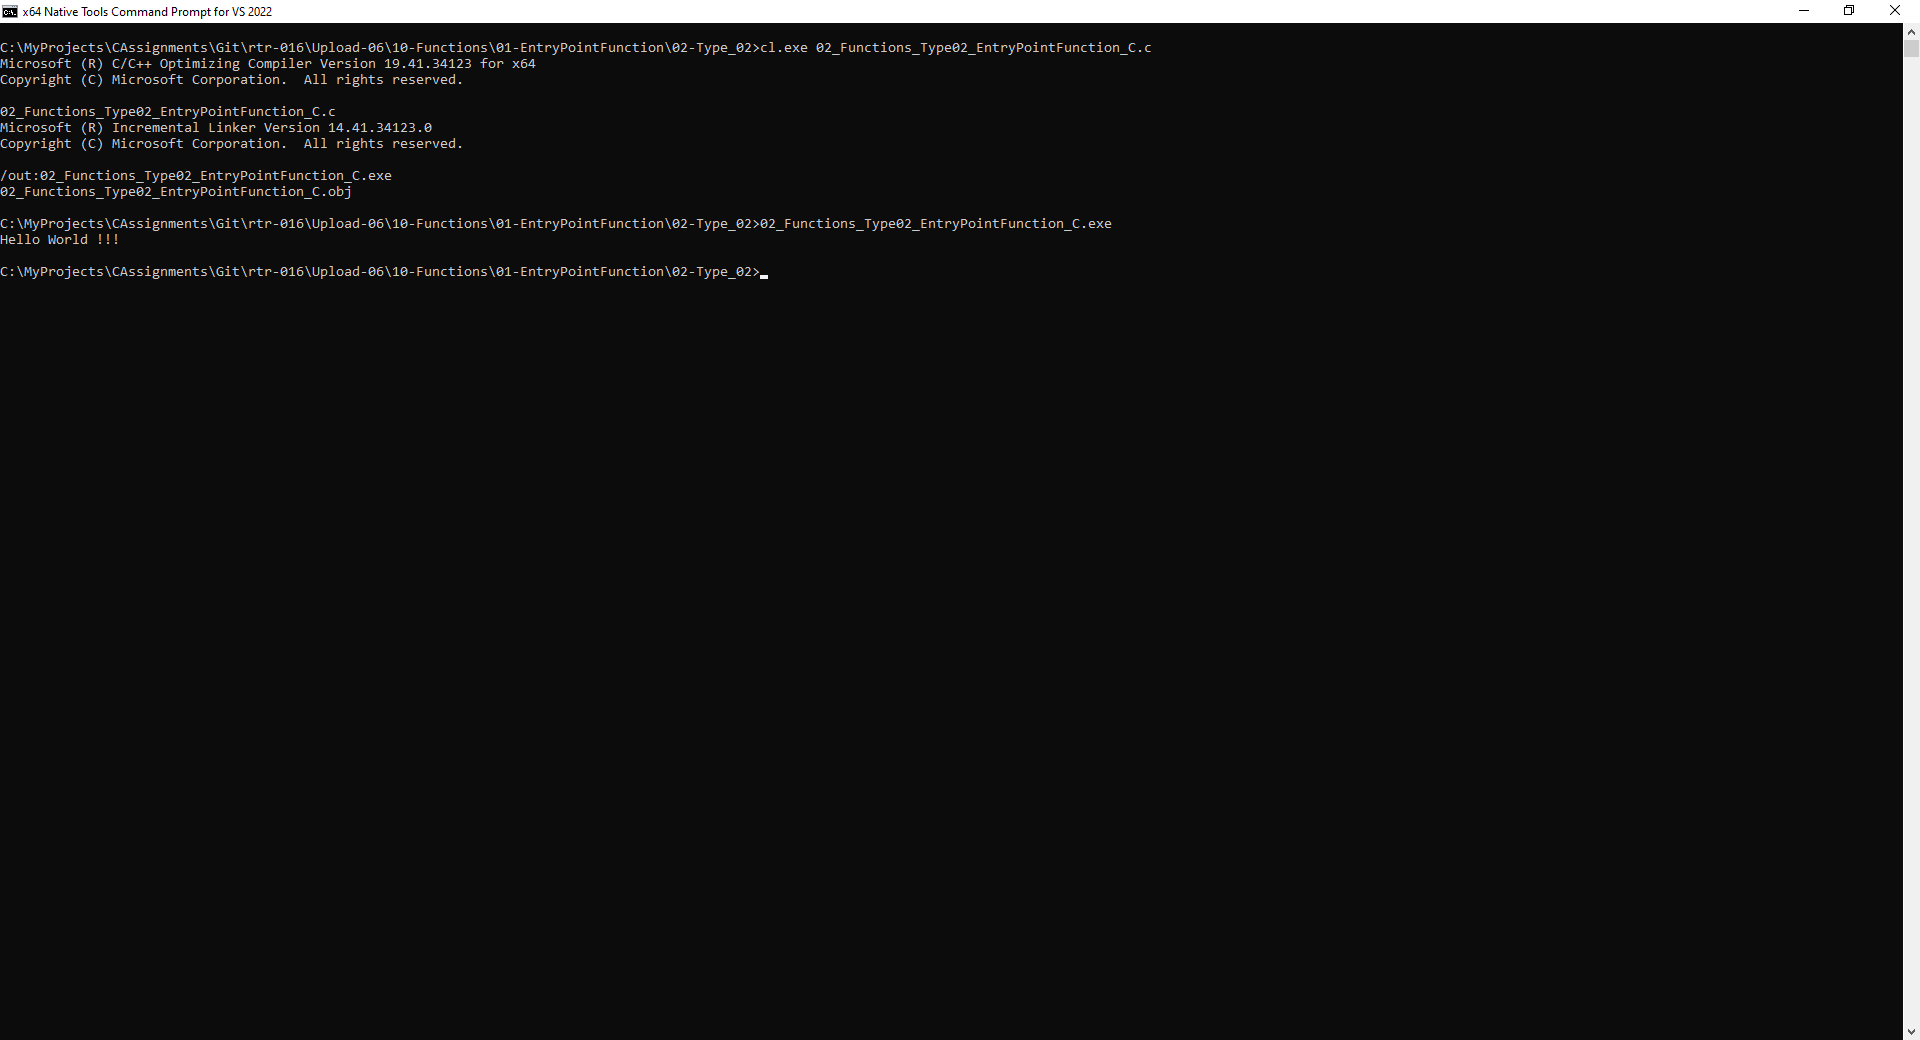 x64 Native Tools Command Prompt for VS 2022
C:\MyProjects\CAssignments\Git\rtr-016\Upload-06\10-Functions\01-EntryPointFunction\02-Type_02>cl.exe 02_Functions_Type02_EntryPointFunction_C.c
Microsoft (R) C/C++ Optimizing Compiler Version 19.41.34123 for x64
Copyright (C) Microsoft Corporation.  All rights reserved.
02_Functions_Type02_EntryPointFunction_C.c
Microsoft (R) Incremental Linker Version 14.41.34123.0
Copyright (C) Microsoft Corporation.  All rights reserved.
/out:02_Functions_Type02_EntryPointFunction_C.exe
02_Functions_Type02_EntryPointFunction_C.obj
C:\MyProjects\CAssignments\Git\rtr-016\Upload-06\10-Functions\01-EntryPointFunction\02-Type_02>02_Functions_Type02_EntryPointFunction_C.exe
Hello World !!!
C:\MyProjects\CAssignments\Git\rtr-016\Upload-06\10-Functions\01-EntryPointFunction\02-Type_02>